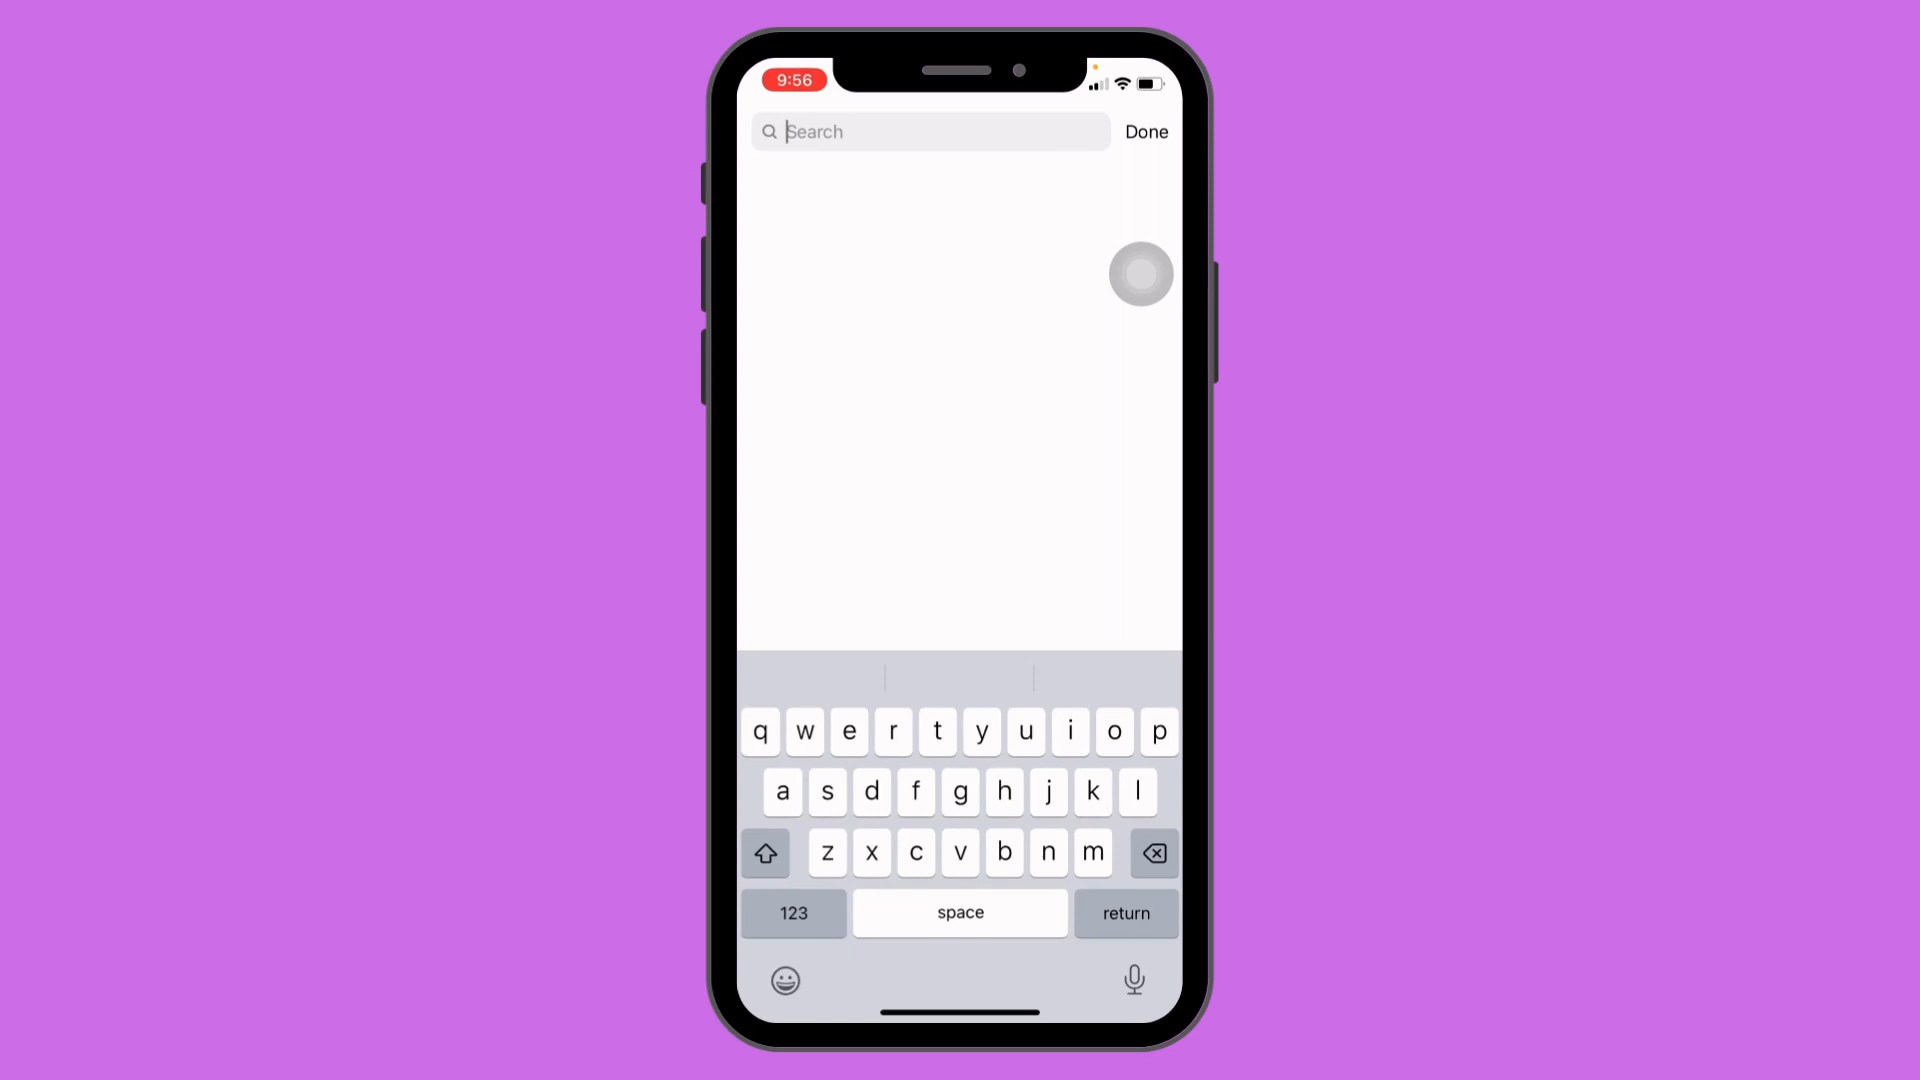 9:56
Search
Done
q w e r t y u i o p
a s d f g h j k l
z x c v b n m
123 space return